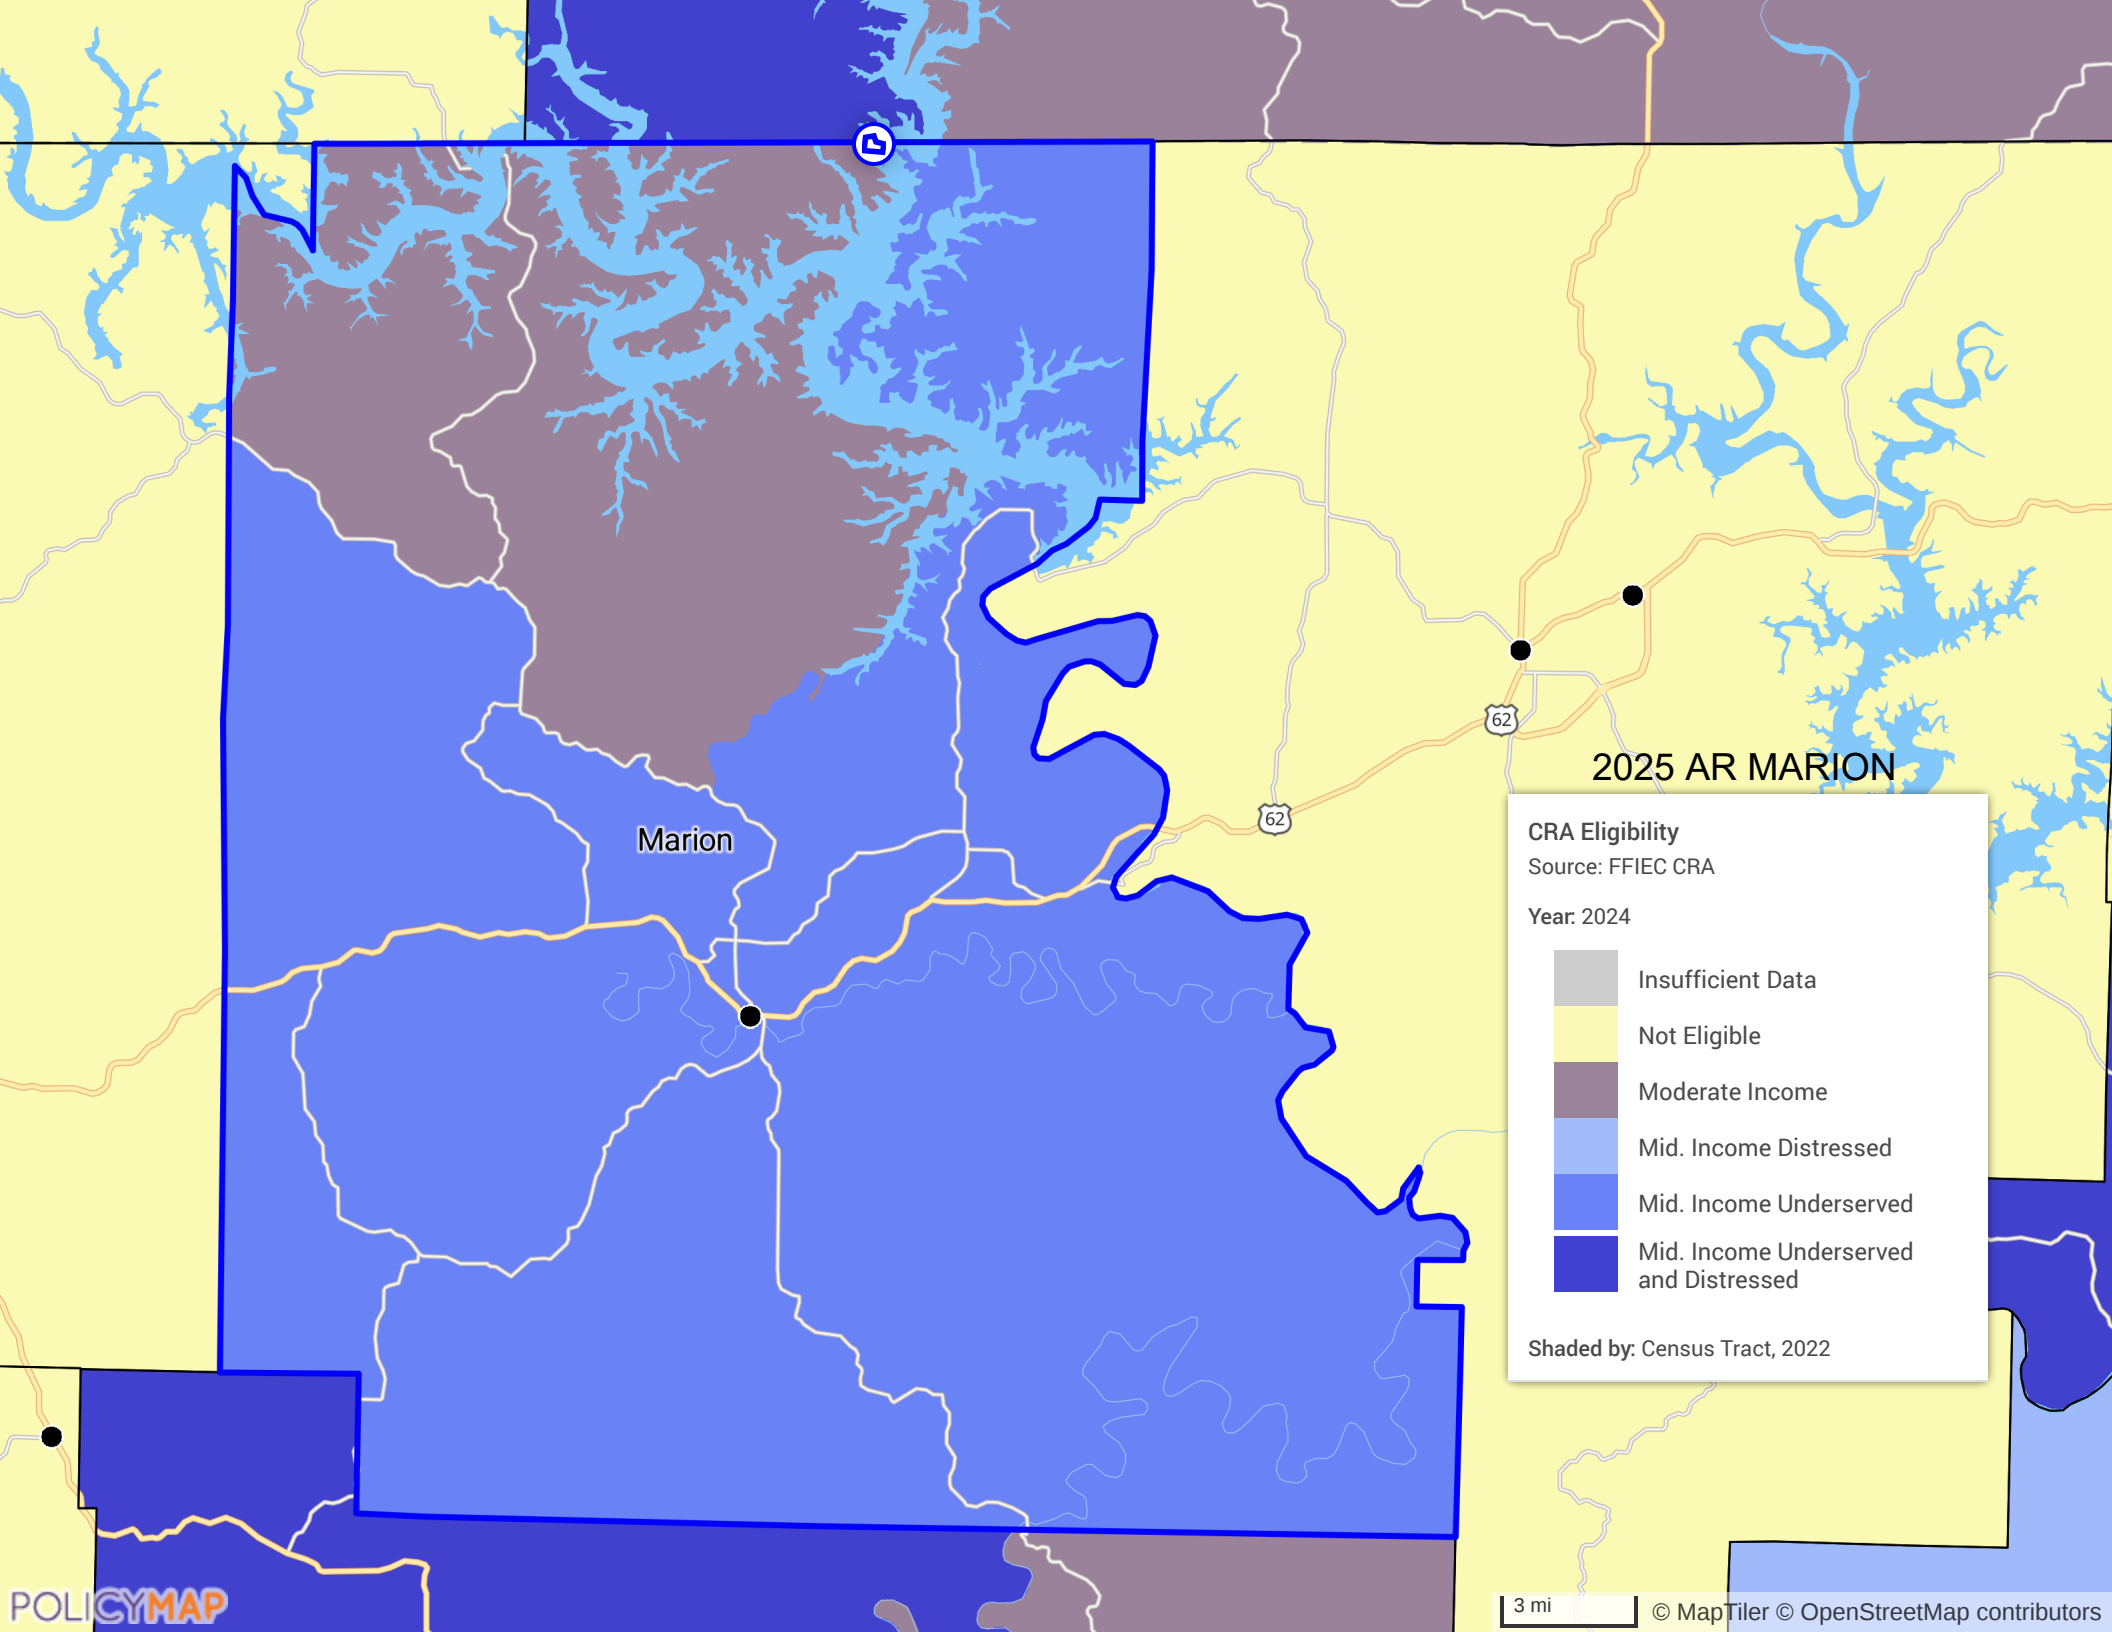 62
62
Marion
2025 AR MARION
CRA Eligibility
Source: FFIEC CRA
Year: 2024
Insufficient Data
Not Eligible
Moderate Income
Mid. Income Distressed
Mid. Income Underserved
Mid. Income Underserved
and Distressed
Shaded by: Census Tract, 2022
POLICYMAP
3 mi
© MapTiler © OpenStreetMap contributors